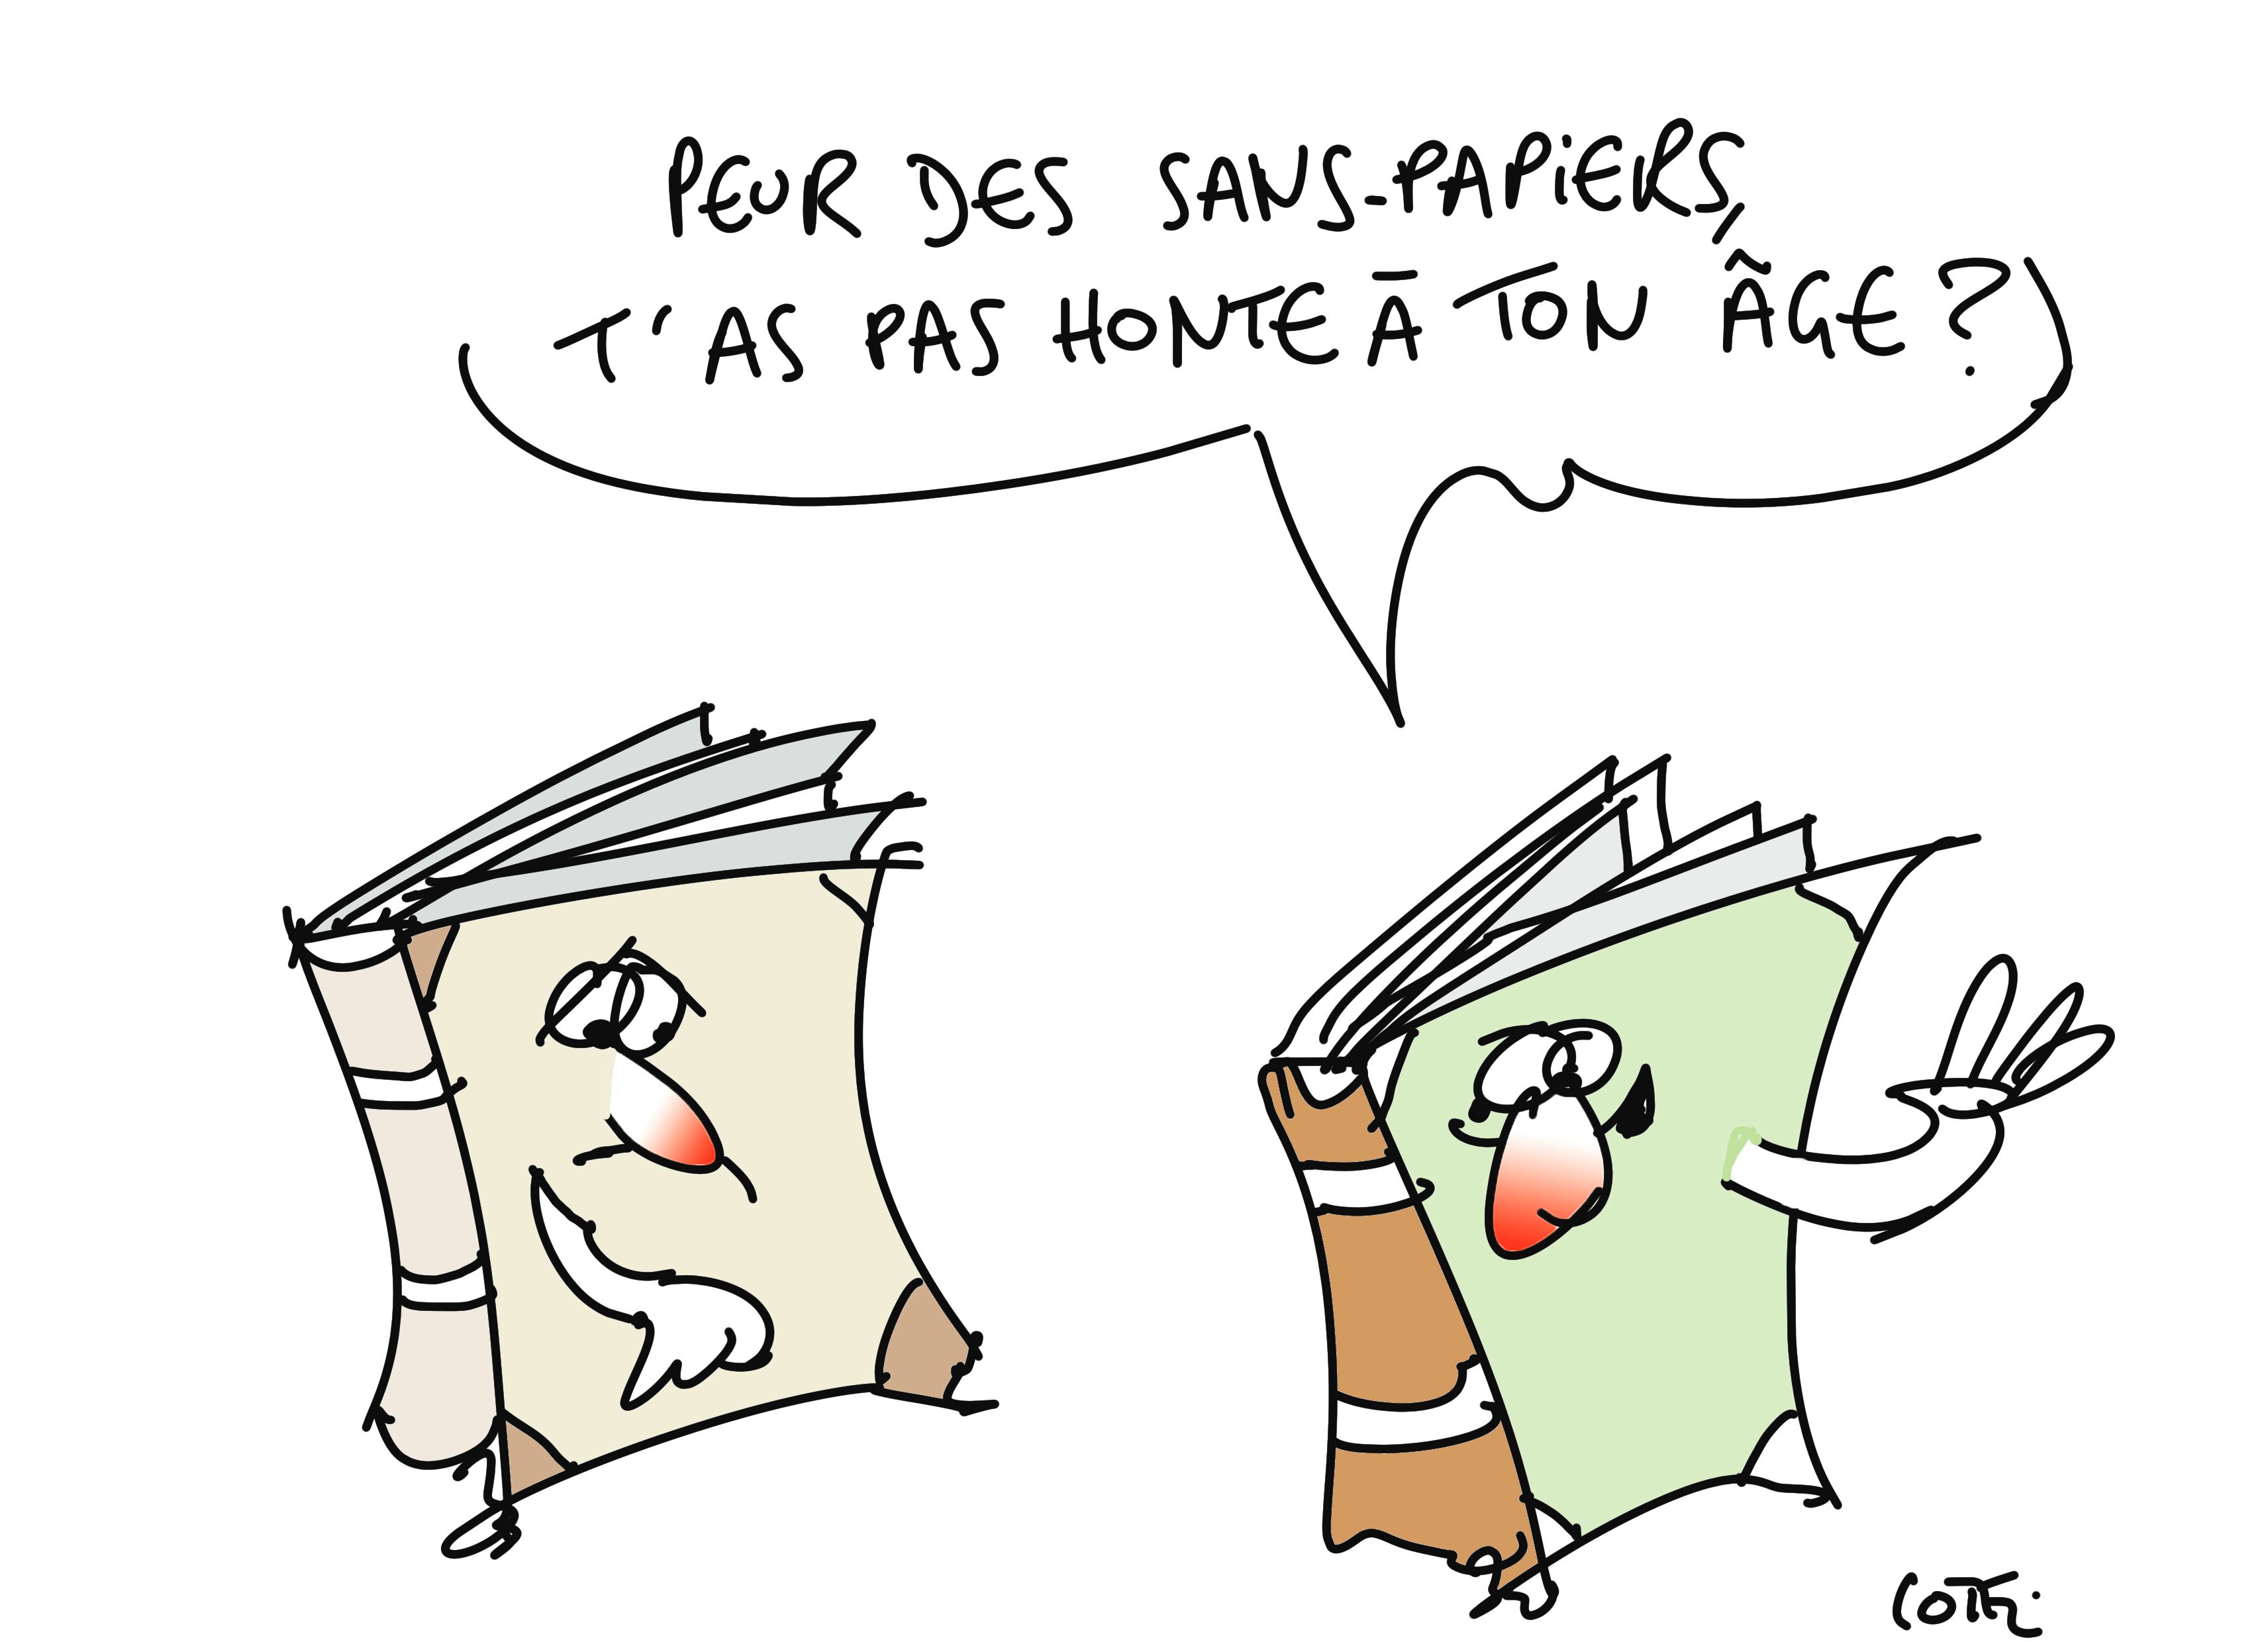 PEUR DES SANS-PAPIERS,
T'AS PAS HONTE À TON ÂGE ?